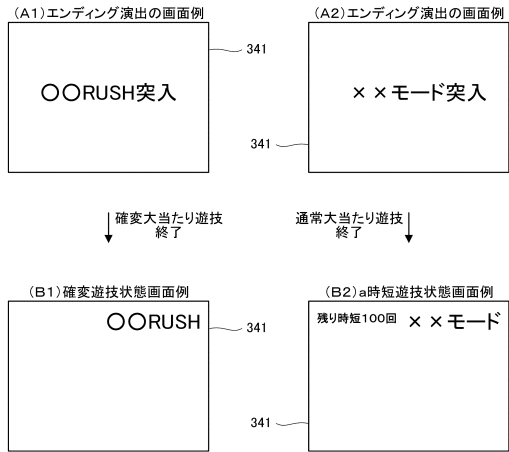 (A1)エンディング演出の画面例
○○RUSH突入
341
(A2)エンディング演出の画面例
××モード突入
341
確変大当たり遊技
終了
通常大当たり遊技
終了
(B1)確変遊技状態画面例
○○RUSH
341
(B2)a時短遊技状態画面例
残り時短100回 ××モード
341